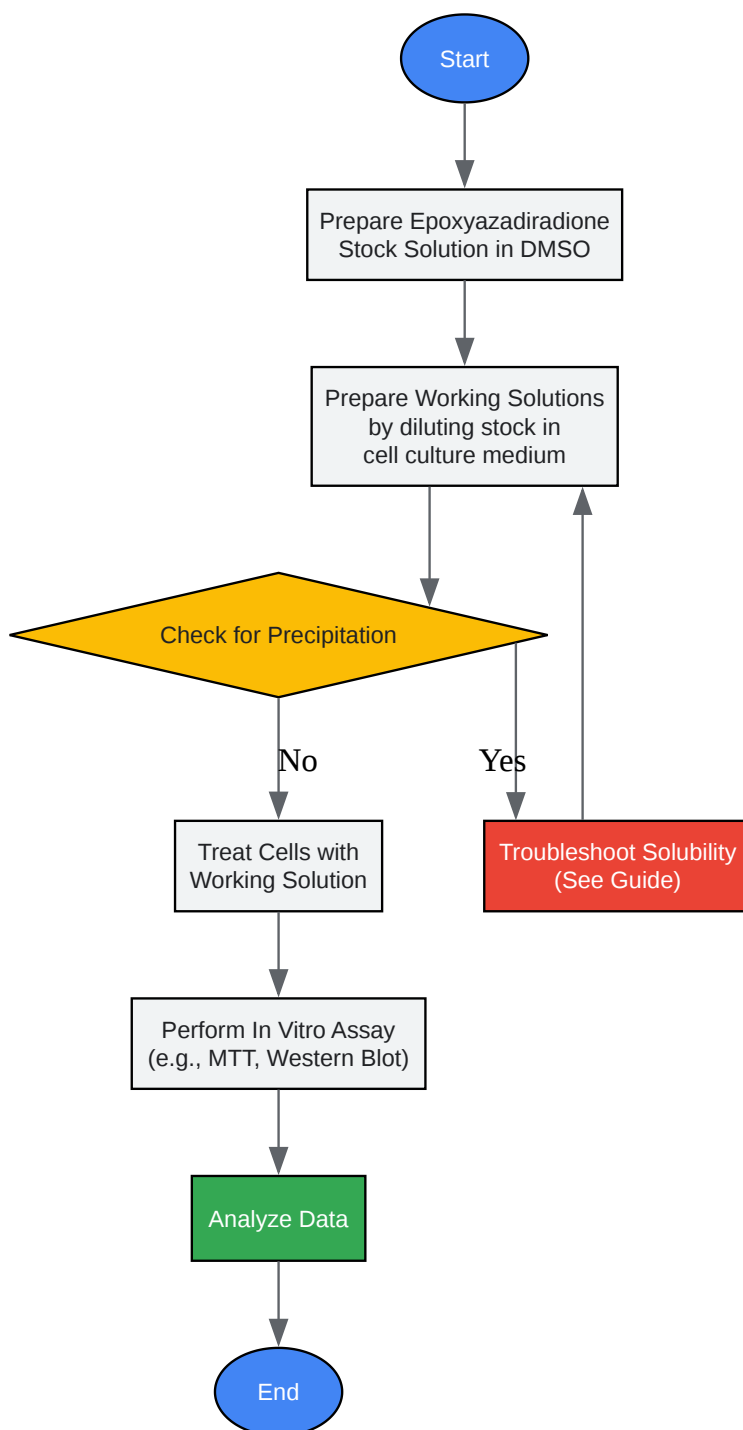 Start
Prepare Epoxyazadiradione
Stock Solution in DMSO
Prepare Working Solutions
by diluting stock in
cell culture medium
Check for Precipitation
No
Yes
Treat Cells with
Working Solution
Troubleshoot Solubility
(See Guide)
Perform In Vitro Assay
(e.g., MTT, Western Blot)
Analyze Data
End